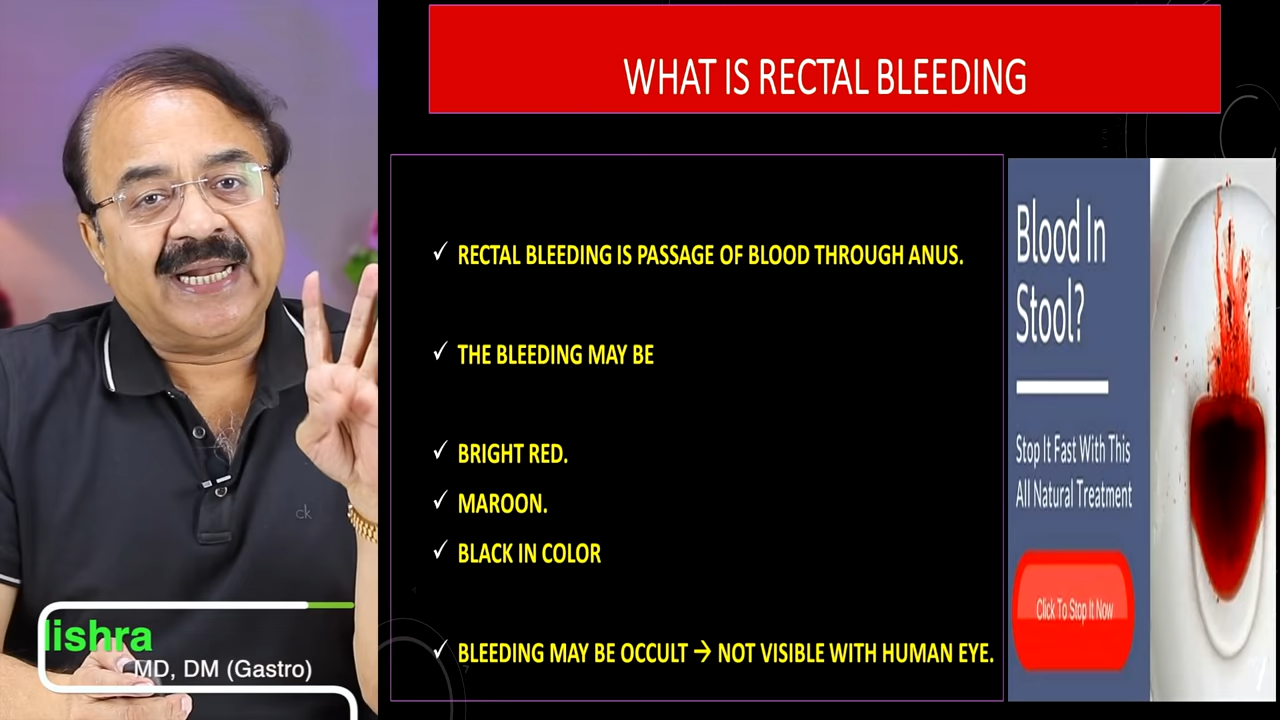 WHAT IS RECTAL BLEEDING
✓ RECTAL BLEEDING IS PASSAGE OF BLOOD THROUGH ANUS.
✓ THE BLEEDING MAY BE
✓ BRIGHT RED.
✓ MAROON.
✓ BLACK IN COLOR
✓ BLEEDING MAY BE OCCULT → NOT VISIBLE WITH HUMAN EYE.
Blood In
Stool?
Stop It Fast With This
All Natural Treatment
Click To Stop It Now
ck
lishra
MD, DM (Gastro)